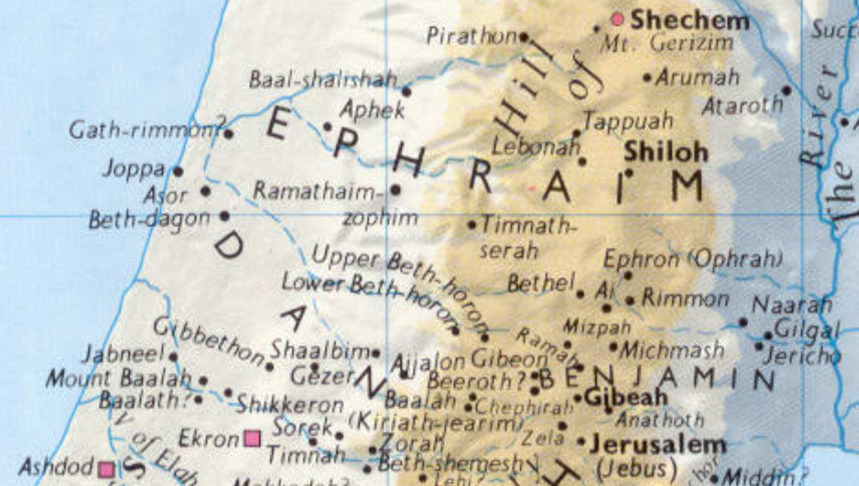 Shechem
Pirathon
Mt. Gerizim
Hill
of
Baal-shalishah
Arumah
Aphek
Ataroth
River
The
Gath-rimmon?
EPHRAIM
Tappuah
Lebonah
Shiloh
Joppa
Asor
Ramathaim-
zophim
Beth-dagon
Timnath-
serah
DAN
Upper Beth-horon
Lower Beth-horon
Ephron (Ophrah)
Bethel
Ai
Rimmon
Naarah
Gilgal
Jericho
Gibbethon
Mizpah
Ramah
Michmash
Jabneel
Shaalbim
Aijalon
Gibeon
Gezer
Mount Baalah
Beeroth?
BENJAMIN
Baalath?
Shikkeron
Baalah
(Kiriath-jearim)
Chephirah
Gibeah
Anathoth
Ekron
Sorek
Zorah
Zela
Jerusalem
(Jebus)
Timnah
Beth-shemesh
Ashdod
y of Elah
Lehi?
Middin?